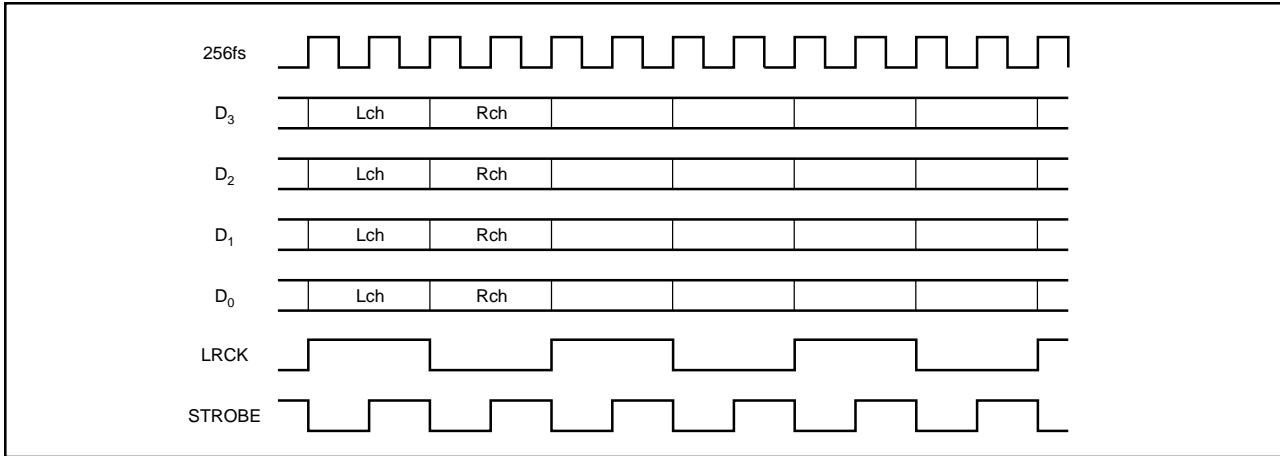 256fs
D3 Lch Rch
D2 Lch Rch
D1 Lch Rch
D0 Lch Rch
LRCK
STROBE